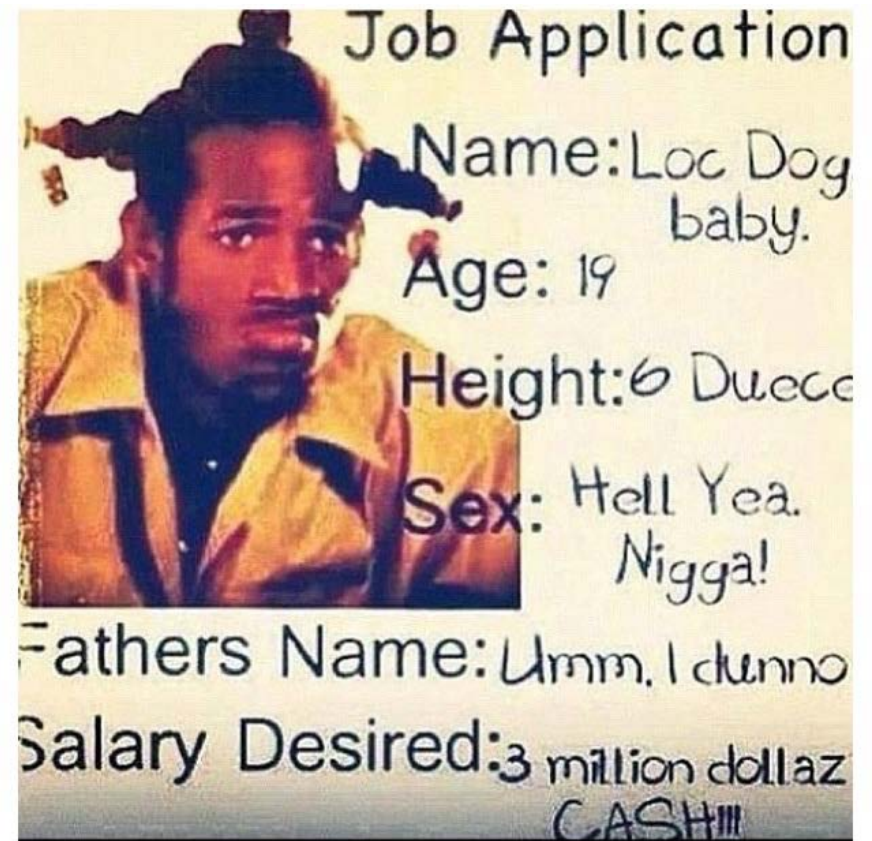 Job Application
Name: Loc Dog
baby.
Age: 19
Height: 6 Duece
Sex: Hell Yea.
Nigga!
Fathers Name: Umm, I dunno
Salary Desired: 3 million dollaz
CASH!!!